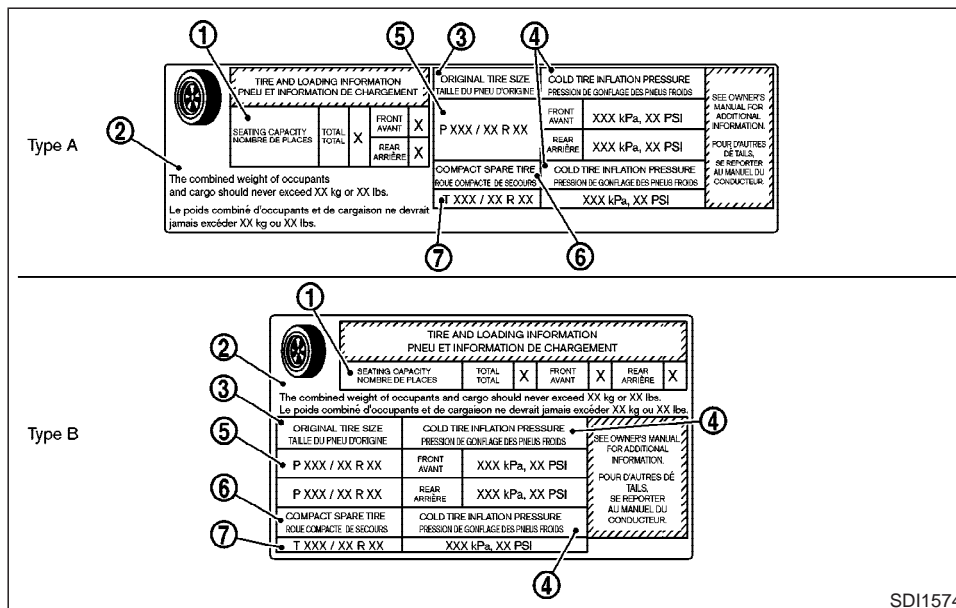 ①
⑤
③
④
②
Type A
TIRE AND LOADING INFORMATION
PNEU ET INFORMATION DE CHARGEMENT
SEATING CAPACITY
NOMBRE DE PLACES
TOTAL
TOTAL
X
FRONT
AVANT
X
REAR
ARRIÈRE
X
The combined weight of occupants
and cargo should never exceed XX kg or XX lbs.
Le poids combiné d'occupants et de cargaison ne devrait
jamais excéder XX kg ou XX lbs.
ORIGINAL TIRE SIZE
TAILLE DU PNEU D'ORIGINE
COLD TIRE INFLATION PRESSURE
PRESSION DE GONFLAGE DES PNEUS FROIDS
P XXX / XX R XX
FRONT
AVANT
XXX kPa, XX PSI
REAR
ARRIÈRE
XXX kPa, XX PSI
COMPACT SPARE TIRE
ROUE COMPACTE DE SECOURS
COLD TIRE INFLATION PRESSURE
PRESSION DE GONFLAGE DES PNEUS FROIDS
T XXX / XX R XX
XXX kPa, XX PSI
SEE OWNER'S
MANUAL FOR
ADDITIONAL
INFORMATION.
POUR D'AUTRES
DÉ TAILS,
SE REPORTER
AU MANUEL DU
CONDUCTEUR.
⑦
⑥
Type B
①
②
③
⑤
⑥
⑦
TIRE AND LOADING INFORMATION
PNEU ET INFORMATION DE CHARGEMENT
SEATING CAPACITY
NOMBRE DE PLACES
TOTAL
TOTAL
X
FRONT
AVANT
X
REAR
ARRIÈRE
X
The combined weight of occupants and cargo should never exceed XX kg or XX lbs.
Le poids combiné d'occupants et de cargaison ne devrait jamais excéder XX kg ou XX lbs.
ORIGINAL TIRE SIZE
TAILLE DU PNEU D'ORIGINE
COLD TIRE INFLATION PRESSURE
PRESSION DE GONFLAGE DES PNEUS FROIDS
④
P XXX / XX R XX
FRONT
AVANT
XXX kPa, XX PSI
P XXX / XX R XX
REAR
ARRIÈRE
XXX kPa, XX PSI
COMPACT SPARE TIRE
ROUE COMPACTE DE SECOURS
COLD TIRE INFLATION PRESSURE
PRESSION DE GONFLAGE DES PNEUS FROIDS
T XXX / XX R XX
XXX kPa, XX PSI
SEE OWNER'S MANUAL
FOR ADDITIONAL
INFORMATION.
POUR D'AUTRES DÉ
TAILS,
SE REPORTER
AU MANUEL DU
CONDUCTEUR.
④
SDI1574